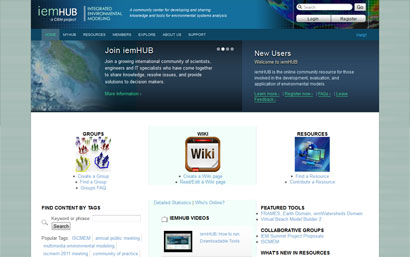 iemHUB
a CERM project
INTEGRATED
ENVIRONMENTAL
MODELING
A community center for developing and sharing
knowledge and tools for environmental systems analysis
Search
Go
Login
Register
HOME
MYHUB
RESOURCES
MEMBERS
EXPLORE
ABOUT US
SUPPORT
Help!
Join iemHUB
Join a growing international community of scientists,
engineers and IT specialists who have come together
to share knowledge, resolve issues, and provide
solutions to decision makers.
More Information ›
New Users
Welcome to iemHUB
iemHUB is the online community resource for those
involved in the development, evaluation, and
application of environmental models.
Learn more › | Register now › | FAQs › | Leave
Feedback ›
GROUPS
Create a Group
Find a Group
Groups FAQ
WIKI
Wiki
Create a Wiki page
Read/Edit a Wiki page
RESOURCES
Find a Resource
Contribute a Resource
FIND CONTENT BY TAGS
Keyword or phrase
Search
Popular Tags: ISCMEM annual public meeting
multimedia environmental modeling
iscmem 2011 meeting community of practice
Detailed Statistics | Who's Online?
IEMHUB VIDEOS
iemHUB: how to run
Downloadable Tools
FEATURED TOOLS
FRAMES, Earth Domain, iemWatersheds Domain
Virtual Beach Model Builder 2
COLLABORATIVE GROUPS
IEM Summit Project Proposals
ISCMEM
WHAT'S NEW IN RESOURCES